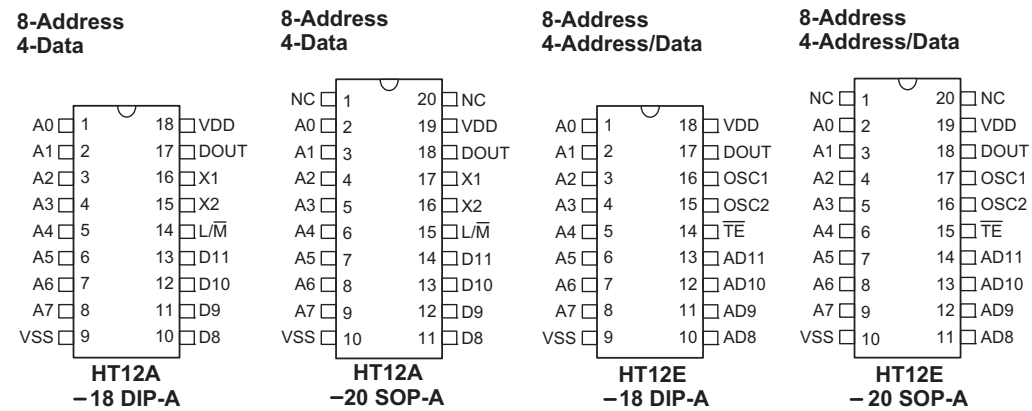 8-Address
4-Data
A0 1 18 VDD
A1 2 17 DOUT
A2 3 16 X1
A3 4 15 X2
A4 5 14 L/M̅
A5 6 13 D11
A6 7 12 D10
A7 8 11 D9
VSS 9 10 D8
HT12A
–18 DIP-A
8-Address
4-Data
NC 1 20 NC
A0 2 19 VDD
A1 3 18 DOUT
A2 4 17 X1
A3 5 16 X2
A4 6 15 L/M̅
A5 7 14 D11
A6 8 13 D10
A7 9 12 D9
VSS 10 11 D8
HT12A
–20 SOP-A
8-Address
4-Address/Data
A0 1 18 VDD
A1 2 17 DOUT
A2 3 16 OSC1
A3 4 15 OSC2
A4 5 14 T̅E̅
A5 6 13 AD11
A6 7 12 AD10
A7 8 11 AD9
VSS 9 10 AD8
HT12E
–18 DIP-A
8-Address
4-Address/Data
NC 1 20 NC
A0 2 19 VDD
A1 3 18 DOUT
A2 4 17 OSC1
A3 5 16 OSC2
A4 6 15 T̅E̅
A5 7 14 AD11
A6 8 13 AD10
A7 9 12 AD9
VSS 10 11 AD8
HT12E
–20 SOP-A